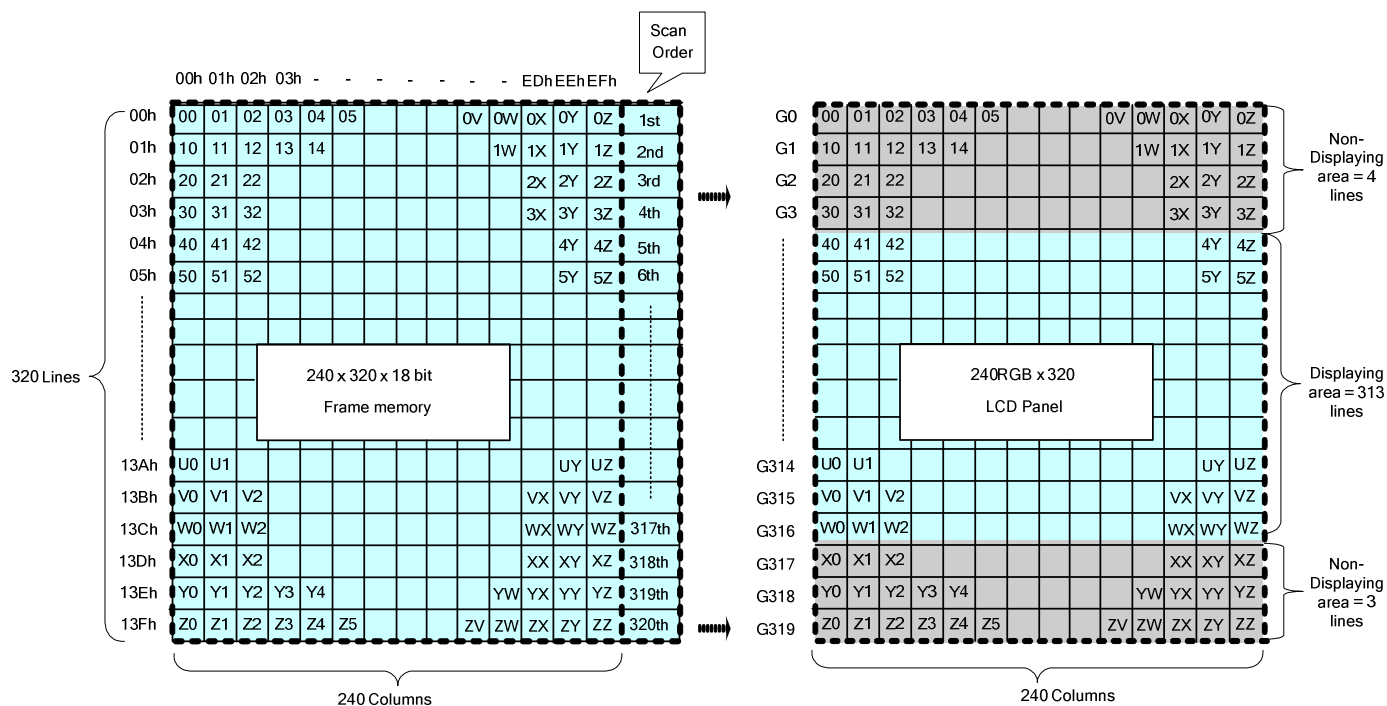 Scan
Order
00h 01h 02h 03h - - - - - - - EDh EEh EFh
00h 00 01 02 03 04 05 0V 0W 0X 0Y 0Z 1st
01h 10 11 12 13 14 1W 1X 1Y 1Z 2nd
02h 20 21 22 2X 2Y 2Z 3rd
03h 30 31 32 3X 3Y 3Z 4th
04h 40 41 42 4Y 4Z 5th
05h 50 51 52 5Y 5Z 6th
320 Lines
240 x 320 x 18 bit
Frame memory
13Ah U0 U1 UY UZ
13Bh V0 V1 V2 VX VY VZ
13Ch W0 W1 W2 WX WY WZ 317th
13Dh X0 X1 X2 XX XY XZ 318th
13Eh Y0 Y1 Y2 Y3 Y4 YW YX YY YZ 319th
13Fh Z0 Z1 Z2 Z3 Z4 Z5 ZV ZW ZX ZY ZZ 320th
240 Columns
G0 00 01 02 03 04 05 0V 0W 0X 0Y 0Z
G1 10 11 12 13 14 1W 1X 1Y 1Z
G2 20 21 22 2X 2Y 2Z
G3 30 31 32 3X 3Y 3Z
40 41 42 4Y 4Z
50 51 52 5Y 5Z
240RGB x 320
LCD Panel
G314 U0 U1 UY UZ
G315 V0 V1 V2 VX VY VZ
G316 W0 W1 W2 WX WY WZ
G317 X0 X1 X2 XX XY XZ
G318 Y0 Y1 Y2 Y3 Y4 YW YX YY YZ
G319 Z0 Z1 Z2 Z3 Z4 Z5 ZV ZW ZX ZY ZZ
240 Columns
Non-
Displaying
area = 4
lines
Displaying
area = 313
lines
Non-
Displaying
area = 3
lines